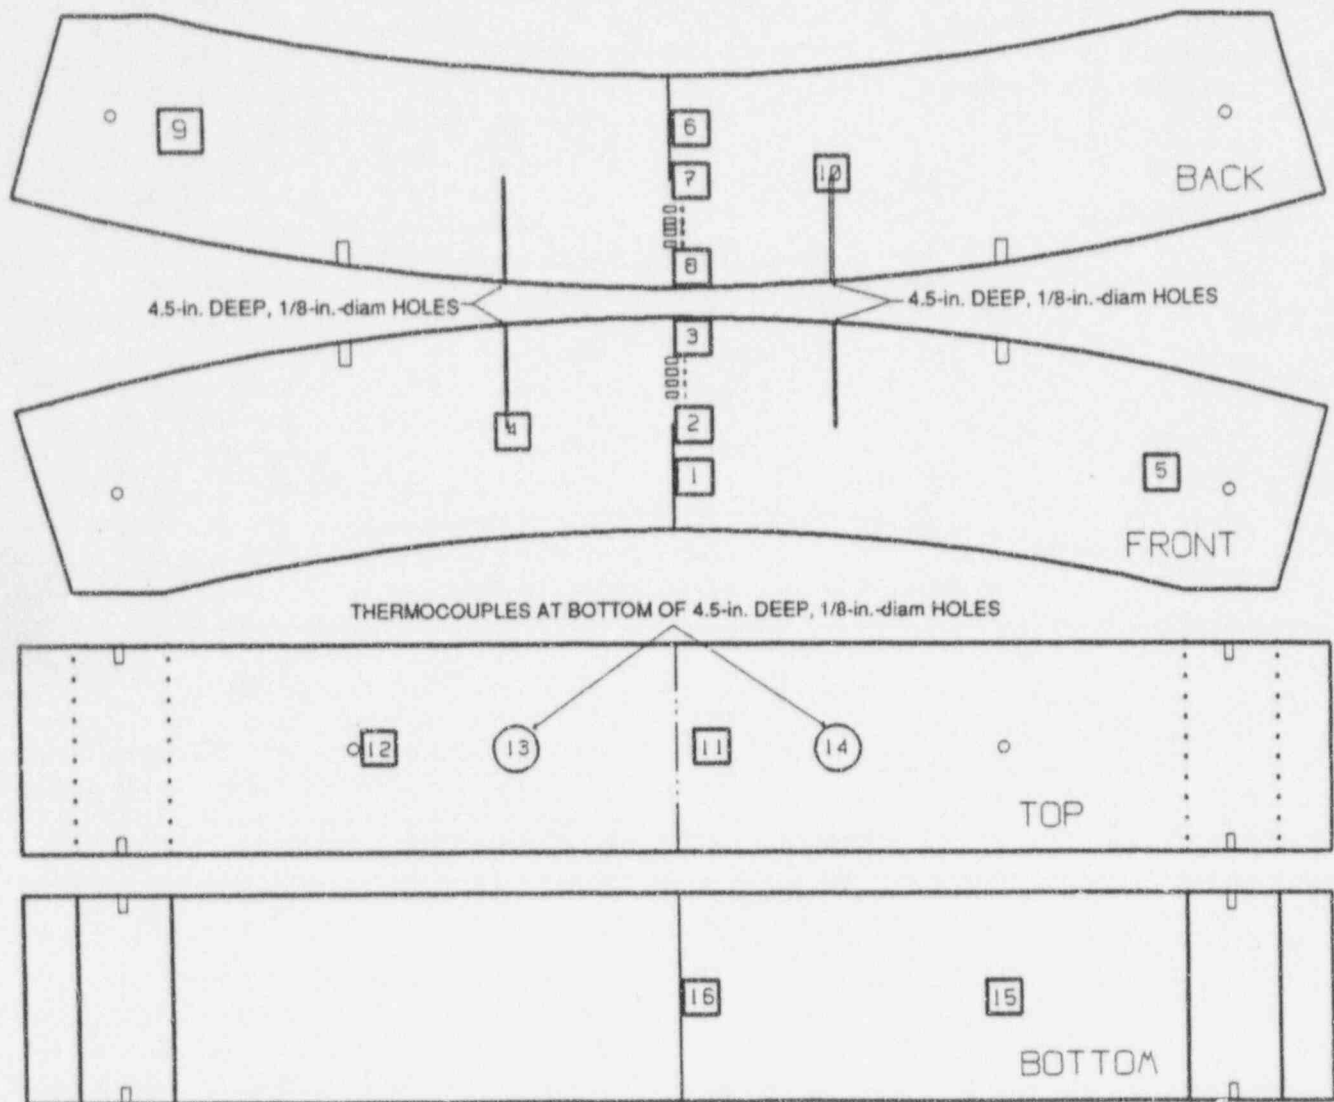 9
6
7
10
BACK
8
4.5-in. DEEP, 1/8-in.-diam HOLES
4.5-in. DEEP, 1/8-in.-diam HOLES
3
4
2
1
5
FRONT
THERMOCOUPLES AT BOTTOM OF 4.5-in. DEEP, 1/8-in.-diam HOLES
12
13
11
14
TOP
16
15
BOTTOM